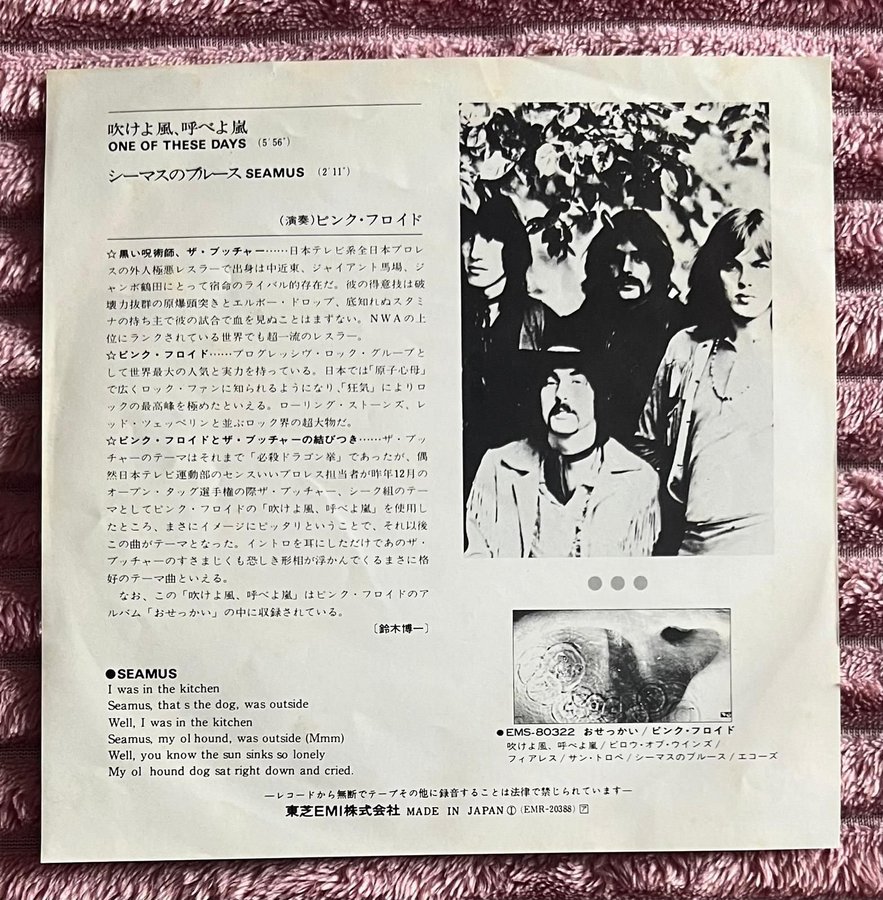 吹けよ風、呼べよ嵐
ONE OF THESE DAYS (5'56")
シーマスのブルース SEAMUS (2'11")
(演奏)ピンク・フロイド
☆黒い呪術師、ザ・ブッチャー……日本テレビ系全日本プロレ
スの外人極悪レスラーで出身は中近東、ジャイアント馬場、ジ
ャンボ鶴田にとって宿命のライバル的存在だ。彼の得意技は破
壊力抜群の原爆頭突きとエルボー・ドロップ、底知れぬスタミ
ナの持ち主で彼の試合で血を見ぬことはまずない。NWAの上
位にランクされている世界でも超一流のレスラー。
☆ピンク・フロイド……プログレッシヴ・ロック・グループと
して世界最大の人気と実力を持っている。日本では「原子心母」
で広くロック・ファンに知られるようになり、「狂気」によりロ
ックの最高峰を極めたといえる。ローリング・ストーンズ、レ
ッド・ツェッペリンと並ぶロック界の超大物だ。
☆ピンク・フロイドとザ・ブッチャーの結びつき……ザ・ブッ
チャーのテーマはそれまで「必殺ドラゴン拳」であったが、偶
然日本テレビ運動部のセンスいいプロレス担当者が昨年12月の
オープン・タッグ選手権の際ザ・ブッチャー、シーク組のテー
マとしてピンク・フロイドの「吹けよ風、呼べよ嵐」を使用し
たところ、まさにイメージにピッタリということで、それ以後
この曲がテーマとなった。イントロを耳にしただけであのザ・
ブッチャーのすさまじくも恐しき形相が浮かんでくるまさに格
好のテーマ曲といえる。
なお、この「吹けよ風、呼べよ嵐」はピンク・フロイドのア
ルバム「おせっかい」の中に収録されている。
〔鈴木博一〕
●SEAMUS
I was in the kitchen
Seamus, that s the dog, was outside
Well, I was in the kitchen
Seamus, my ol hound, was outside (Mmm)
Well, you know the sun sinks so lonely
My ol hound dog sat right down and cried.
●EMS-80322 おせっかい/ピンク・フロイド
吹けよ風、呼べよ嵐/ピロウ・オブ・ウインズ/
フィアレス/サン・トロペ/シーマスのブルース/エコーズ
―レコードから無断でテープその他に録音することは法律で禁じられています―
東芝EMI株式会社 MADE IN JAPAN Ⓘ (EMR-20388) ア